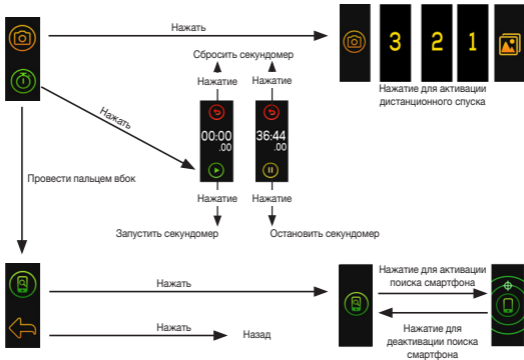 Нажать
3 2 1
Нажатие для активации
дистанционного спуска
Сбросить секундомер
Нажатие Нажатие
00:00
.00
36:44
.00
Нажать
Нажатие Нажатие
Запустить секундомер Остановить секундомер
Провести пальцем вбок
Нажать
Нажатие для активации
поиска смартфона
Нажать Назад
Нажатие для
деактивации поиска
смартфона